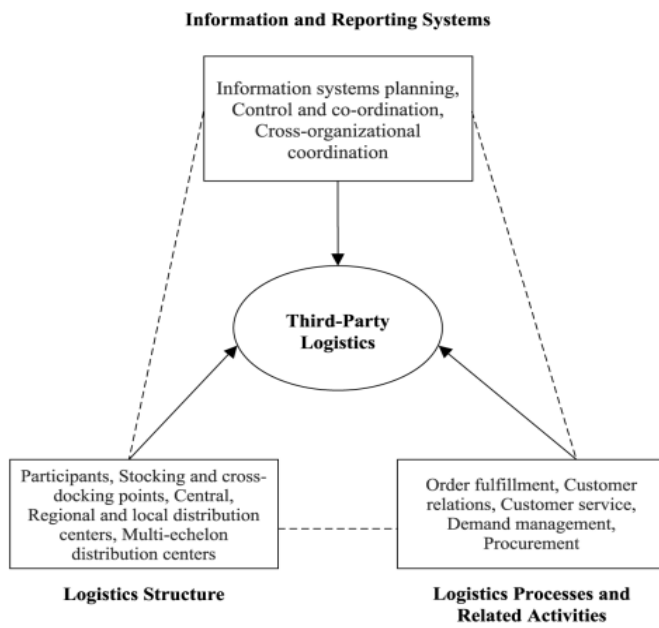 Information and Reporting Systems
Information systems planning,
Control and co-ordination,
Cross-organizational
coordination
Third-Party
Logistics
Participants, Stocking and cross-
docking points, Central,
Regional and local distribution
centers, Multi-echelon
distribution centers
Order fulfillment, Customer
relations, Customer service,
Demand management,
Procurement
Logistics Structure
Logistics Processes and
Related Activities